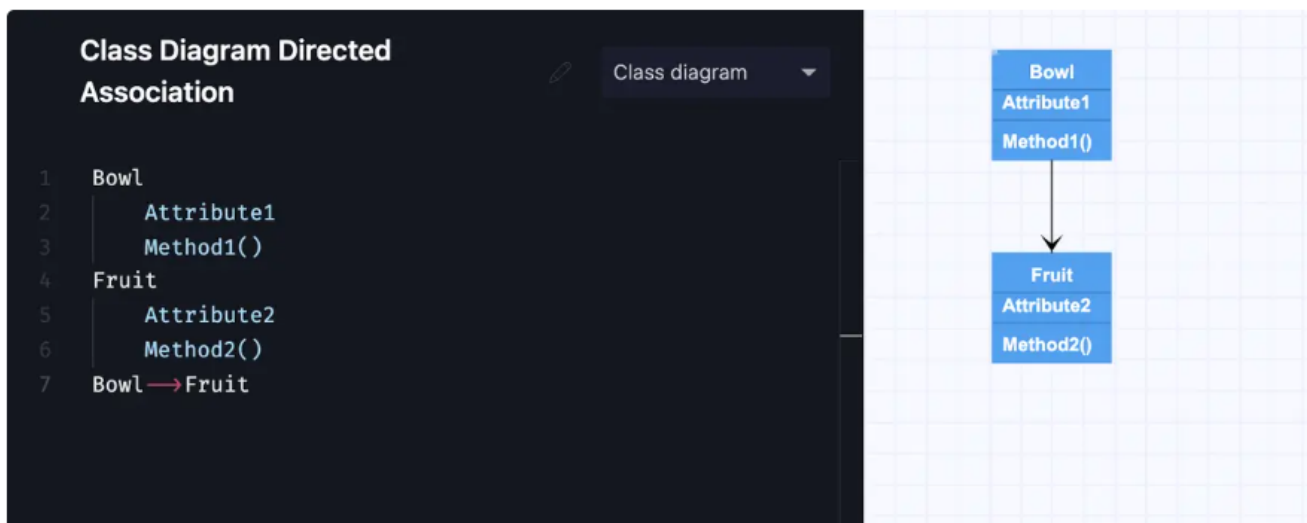 Class Diagram Directed
Association
Class diagram
1 Bowl
2 Attribute1
3 Method1()
4 Fruit
5 Attribute2
6 Method2()
7 Bowl-->Fruit
Bowl
Attribute1
Method1()
Fruit
Attribute2
Method2()